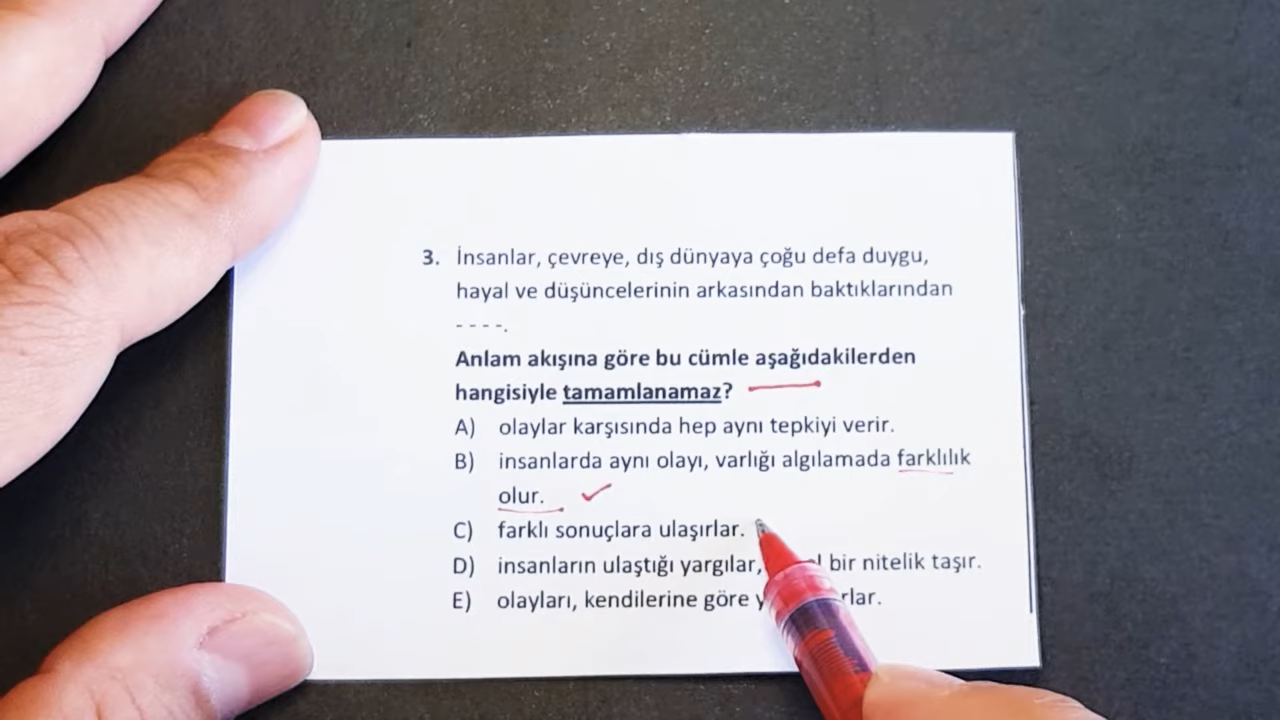 3. İnsanlar, çevreye, dış dünyaya çoğu defa duygu,
hayal ve düşüncelerinin arkasından baktıklarından
- - - -.
Anlam akışına göre bu cümle aşağıdakilerden
hangisiyle tamamlanamaz?
A) olaylar karşısında hep aynı tepkiyi verir.
B) insanlarda aynı olayı, varlığı algılamada farklılık
olur.
C) farklı sonuçlara ulaşırlar.
D) insanların ulaştığı yargılar, bir nitelik taşır.
E) olayları, kendilerine göre